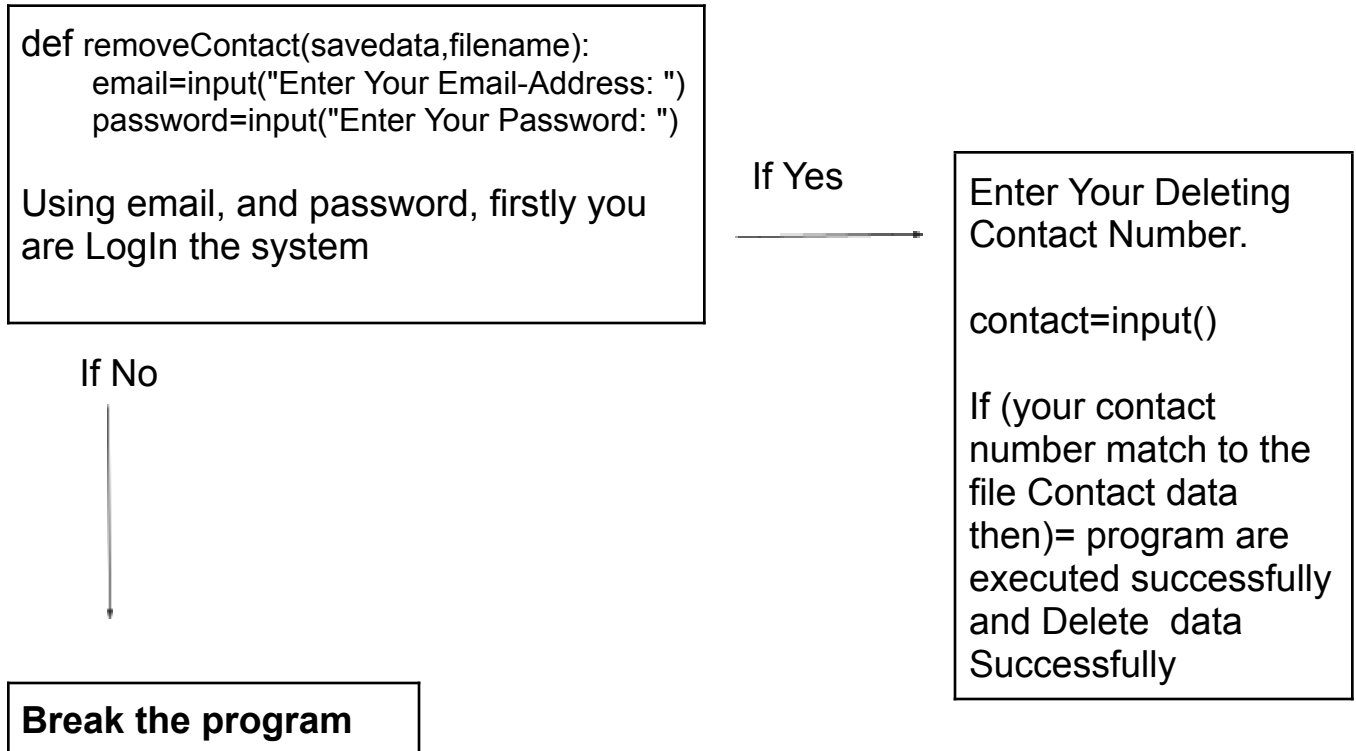 def removeContact(savedata,filename):
email=input("Enter Your Email-Address: ")
password=input("Enter Your Password: ")
Using email, and password, firstly you
are LogIn the system
If Yes
Enter Your Deleting
Contact Number.
contact=input()
If (your contact
number match to the
file Contact data
then)= program are
executed successfully
and Delete  data
Successfully
If No
Break the program